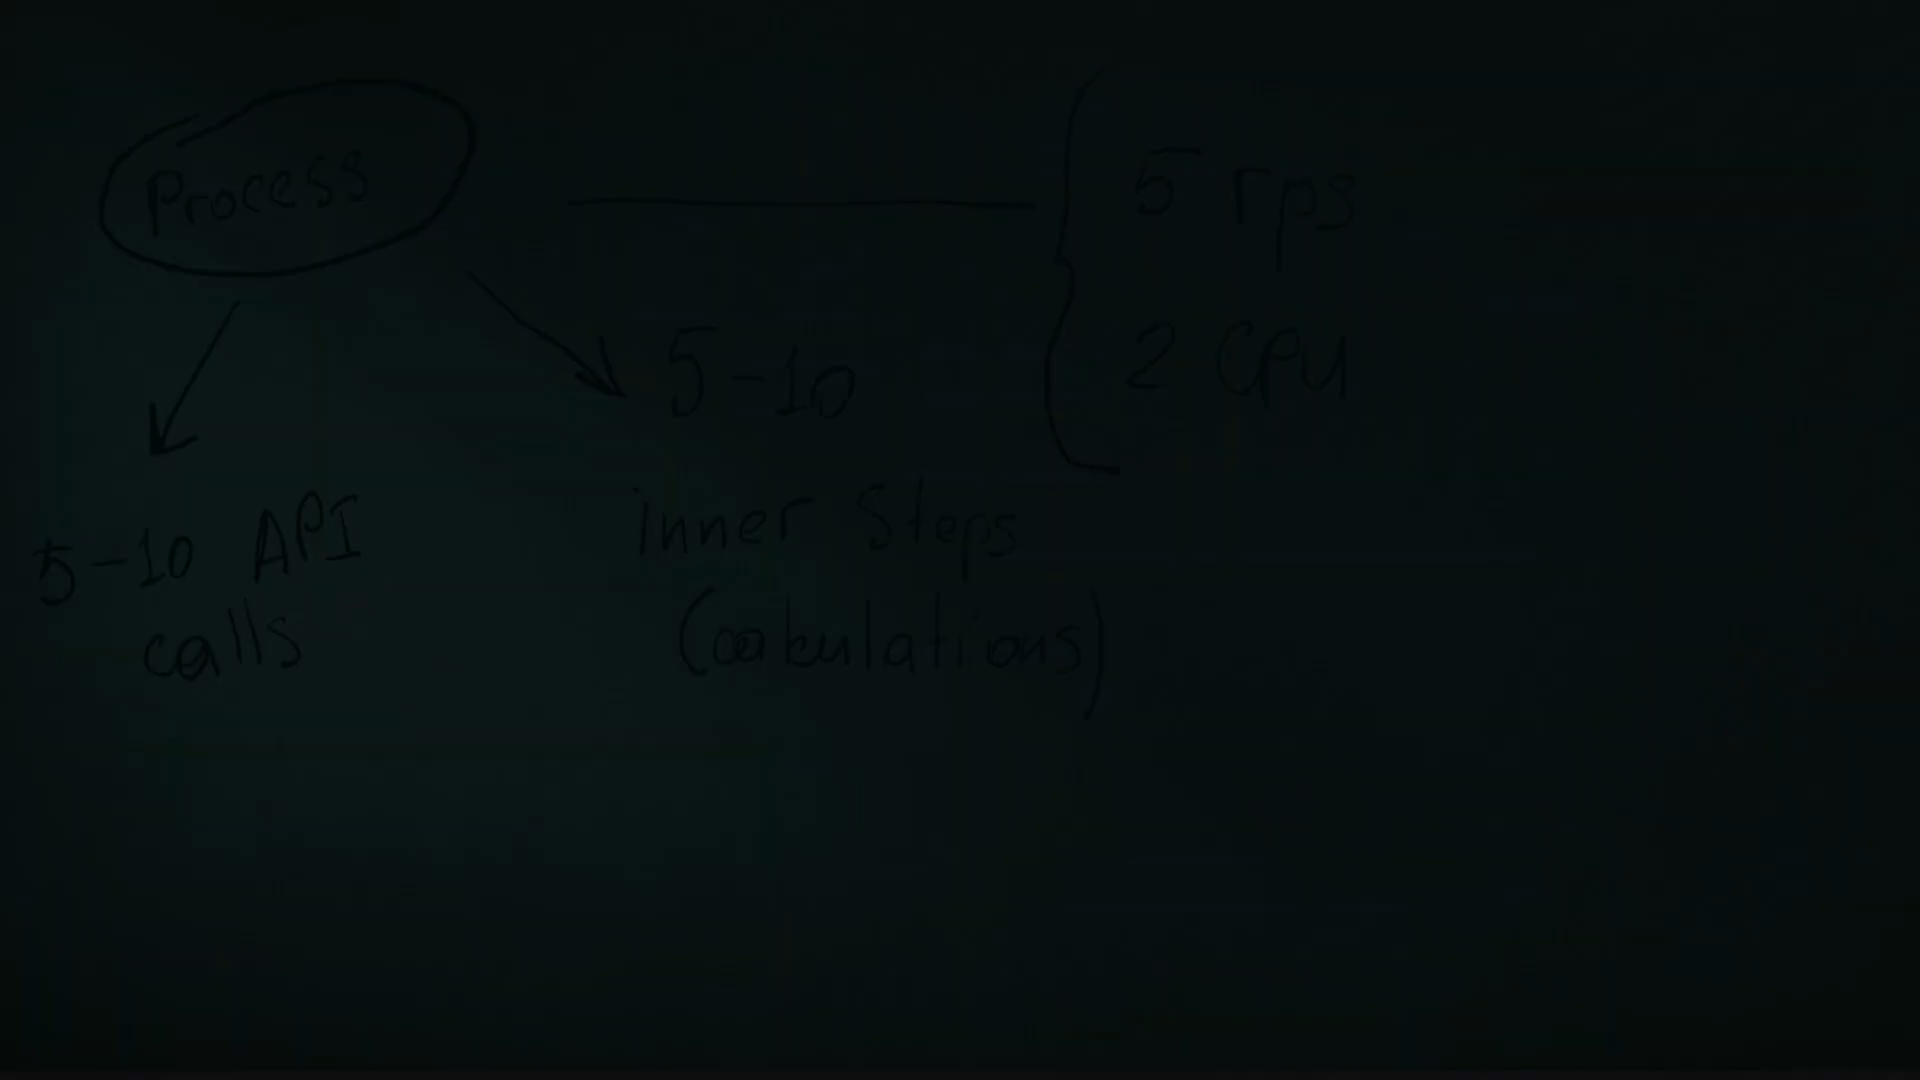 Process
5 rps
2 CPU
5-10
inner Steps
(calculations)
5-10 API
calls